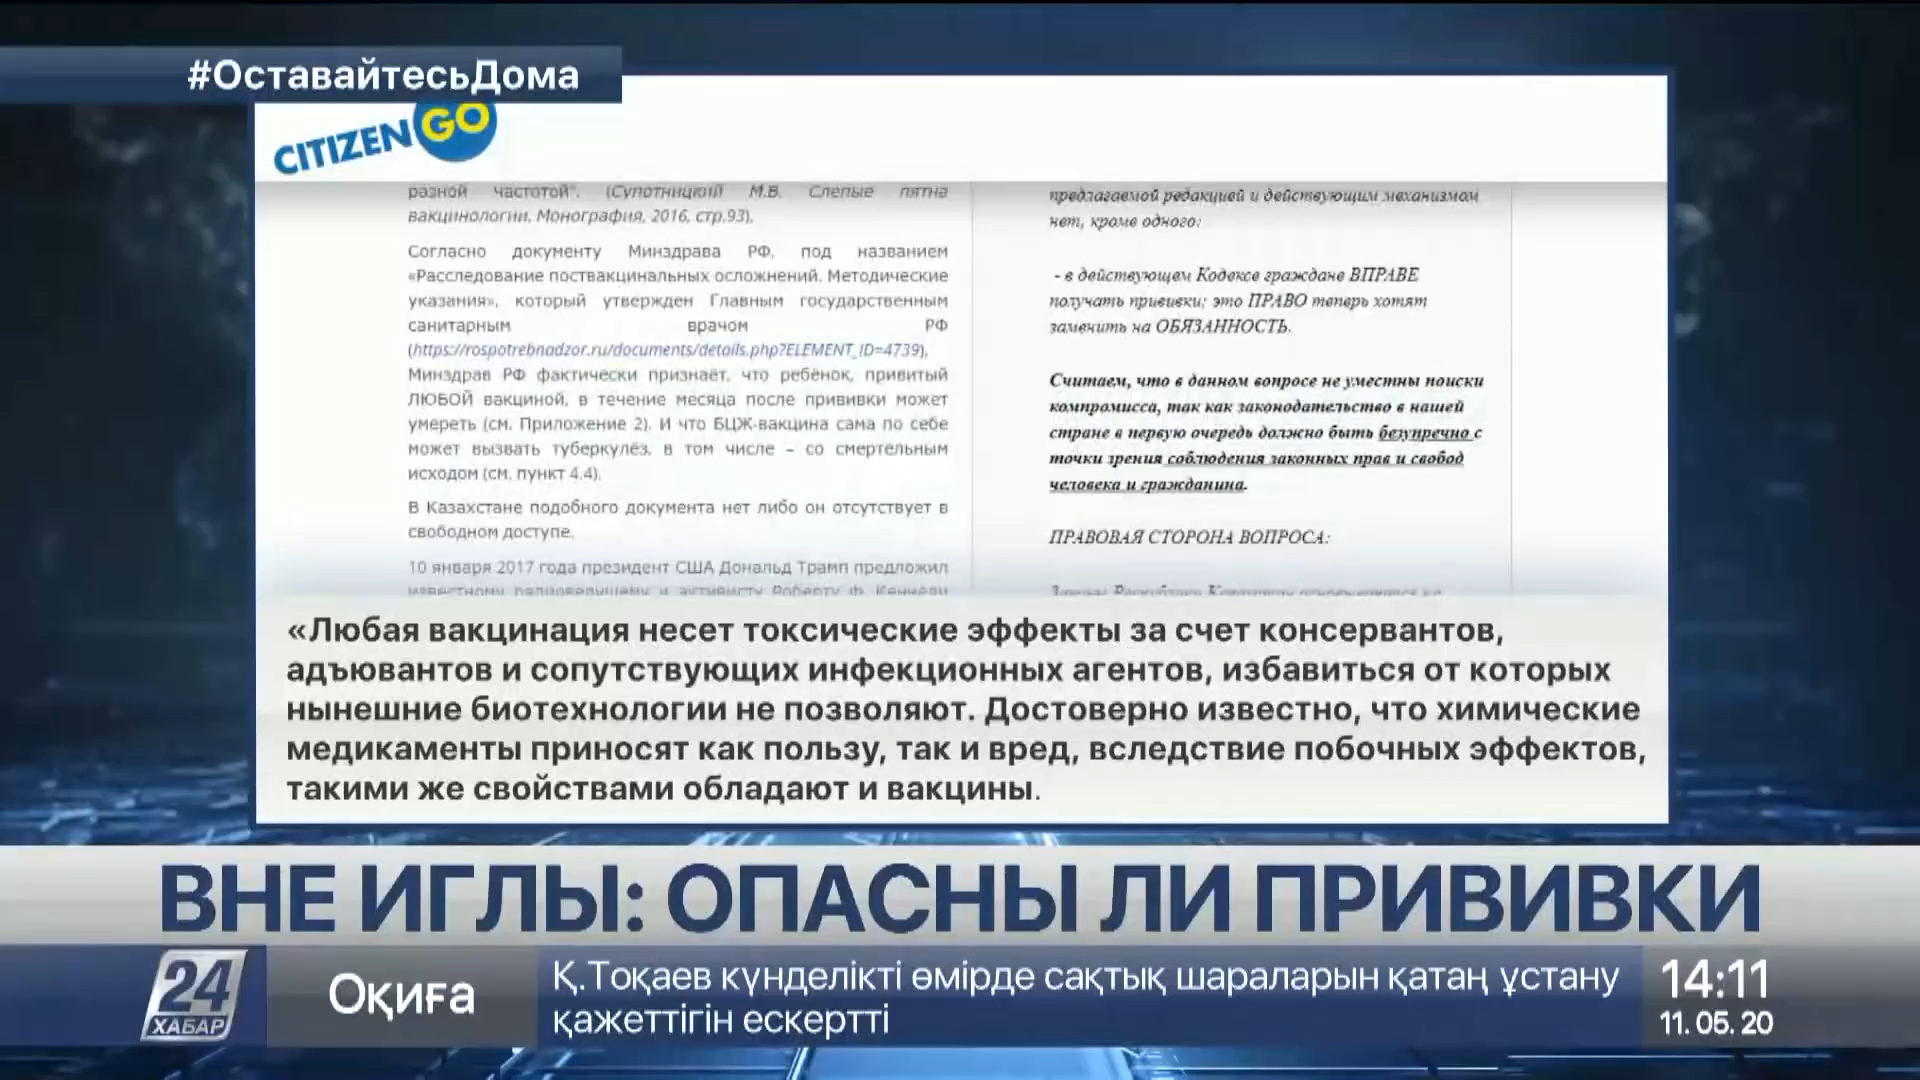 #ОставайтесьДома
CITIZEN GO
разной частотой". (Супотницкий М.В. Слепые пятна
вакцинологии. Монография, 2016, стр.93).
Согласно документу Минздрава РФ, под названием
«Расследование поствакцинальных осложнений. Методические
указания», который утвержден Главным государственным
санитарным врачом РФ
(https://rospotrebnadzor.ru/documents/details.php?ELEMENT_ID=4739),
Минздрав РФ фактически признаёт, что ребёнок, привитый
ЛЮБОЙ вакциной, в течение месяца после прививки может
умереть (см. Приложение 2). И что БЦЖ-вакцина сама по себе
может вызвать туберкулёз, в том числе – со смертельным
исходом (см. пункт 4.4).
В Казахстане подобного документа нет либо он отсутствует в
свободном доступе.
10 января 2017 года президент США Дональд Трамп предложил
известному радиоведущему и активисту Роберту Ф. Кеннеди
предлагаемой редакцией и действующим механизмом
нет, кроме одного:
- в действующем Кодексе граждане ВПРАВЕ
получать прививки; это ПРАВО теперь хотят
заменить на ОБЯЗАННОСТЬ.
Считаем, что в данном вопросе не уместны поиски
компромисса, так как законодательство в нашей
стране в первую очередь должно быть безупречно с
точки зрения соблюдения законных прав и свобод
человека и гражданина.
ПРАВОВАЯ СТОРОНА ВОПРОСА:
«Любая вакцинация несет токсические эффекты за счет консервантов,
адъювантов и сопутствующих инфекционных агентов, избавиться от которых
нынешние биотехнологии не позволяют. Достоверно известно, что химические
медикаменты приносят как пользу, так и вред, вследствие побочных эффектов,
такими же свойствами обладают и вакцины.
ВНЕ ИГЛЫ: ОПАСНЫ ЛИ ПРИВИВКИ
24 ХАБАР
Оқиға
Қ.Тоқаев күнделікті өмірде сақтық шараларын қатаң ұстану
қажеттігін ескертті
14:11
11.05.20